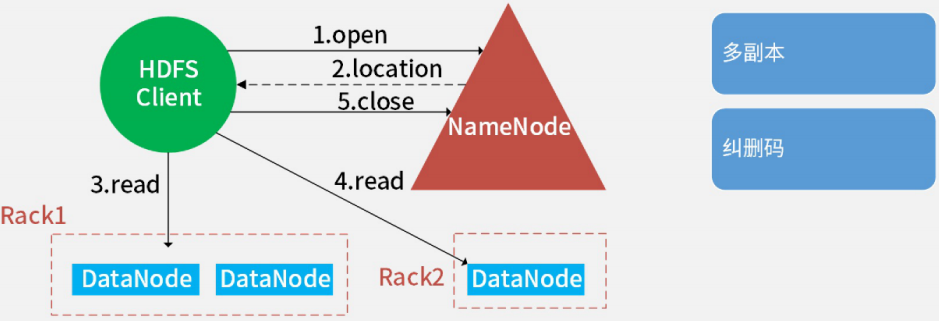 1.open
HDFS
Client
2.location
5.close
NameNode
多副本
纠删码
3.read
4.read
Rack1
DataNode
DataNode
Rack2
DataNode